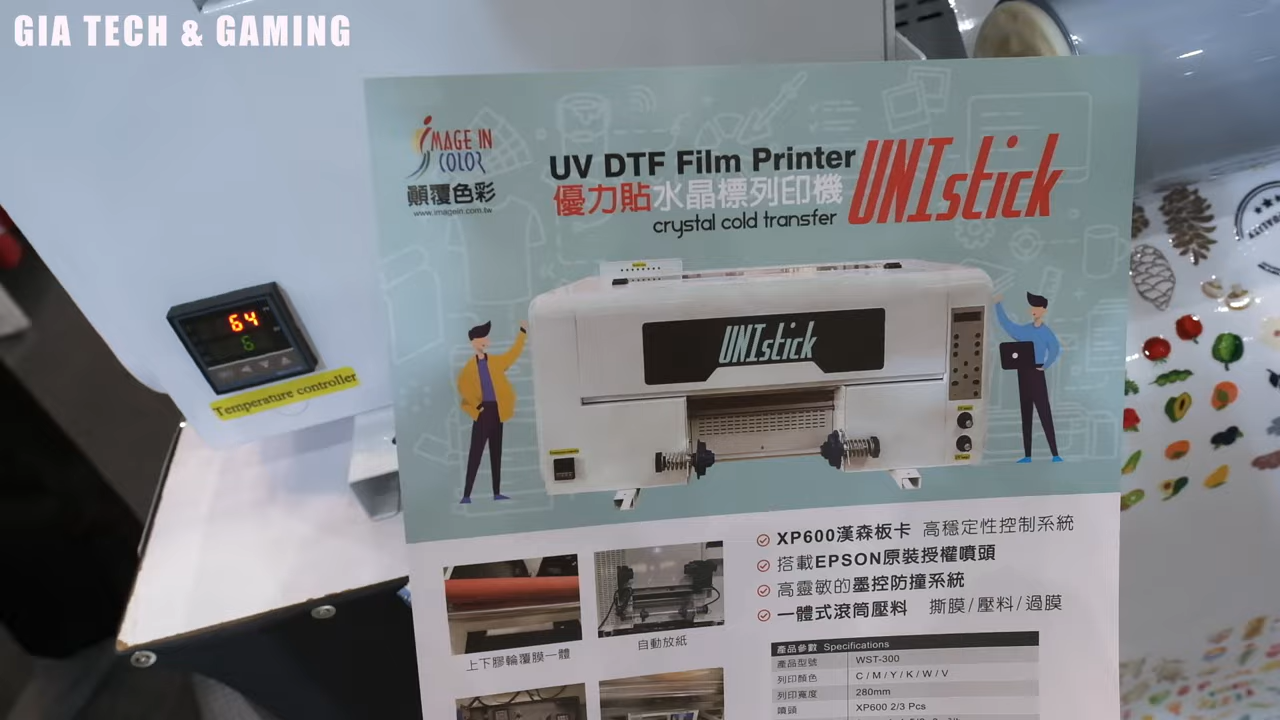 GIA TECH & GAMING
IMAGE IN
COLOR
顛覆色彩
www.imagein.com.tw
UV DTF Film Printer
優力貼水晶標列印機
crystal cold transfer
UNIstick
UNIstick
64
6
Temperature controller
XP600漢森板卡 高穩定性控制系統
搭載EPSON原裝授權噴頭
高靈敏的墨控防撞系統
一體式滾筒壓料 撕膜/壓料/過膜
上下膠輪覆膜一體
自動放紙
產品參數 Specifications
產品型號 WST-300
列印顏色 C / M / Y / K / W / V
列印寬度 280mm
噴頭 XP600 2/3 Pcs